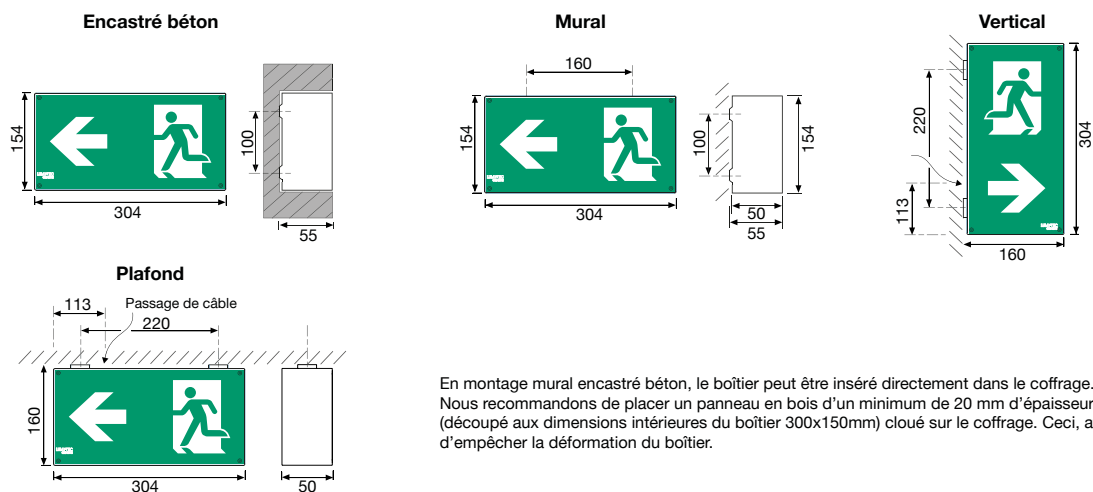 Encastré béton
154
304
100
55
Mural
160
154
304
100
154
50
55
Vertical
220
113
304
160
Plafond
113
Passage de câble
220
160
304
50
En montage mural encastré béton, le boîtier peut être inséré directement dans le coffrage.
Nous recommandons de placer un panneau en bois d'un minimum de 20 mm d'épaisseur
(découpé aux dimensions intérieures du boîtier 300x150mm) cloué sur le coffrage. Ceci, a
d'empêcher la déformation du boîtier.